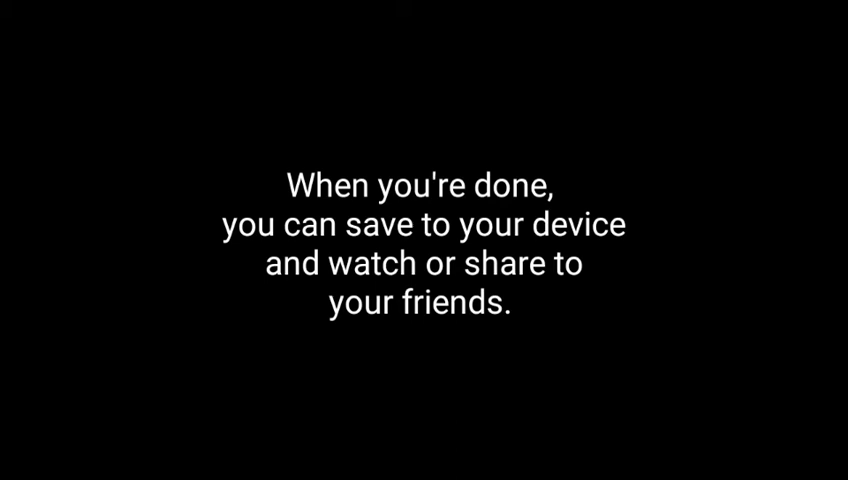 When you're done,
you can save to your device
and watch or share to
your friends.